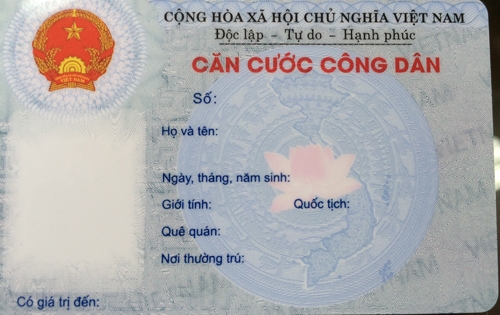 CỘNG HÒA XÃ HỘI CHỦ NGHĨA VIỆT NAM
Độc lập - Tự do - Hạnh phúc
CĂN CƯỚC CÔNG DÂN
Số:
Họ và tên:
Ngày, tháng, năm sinh:
Giới tính: Quốc tịch:
Quê quán:
Nơi thường trú:
Có giá trị đến: